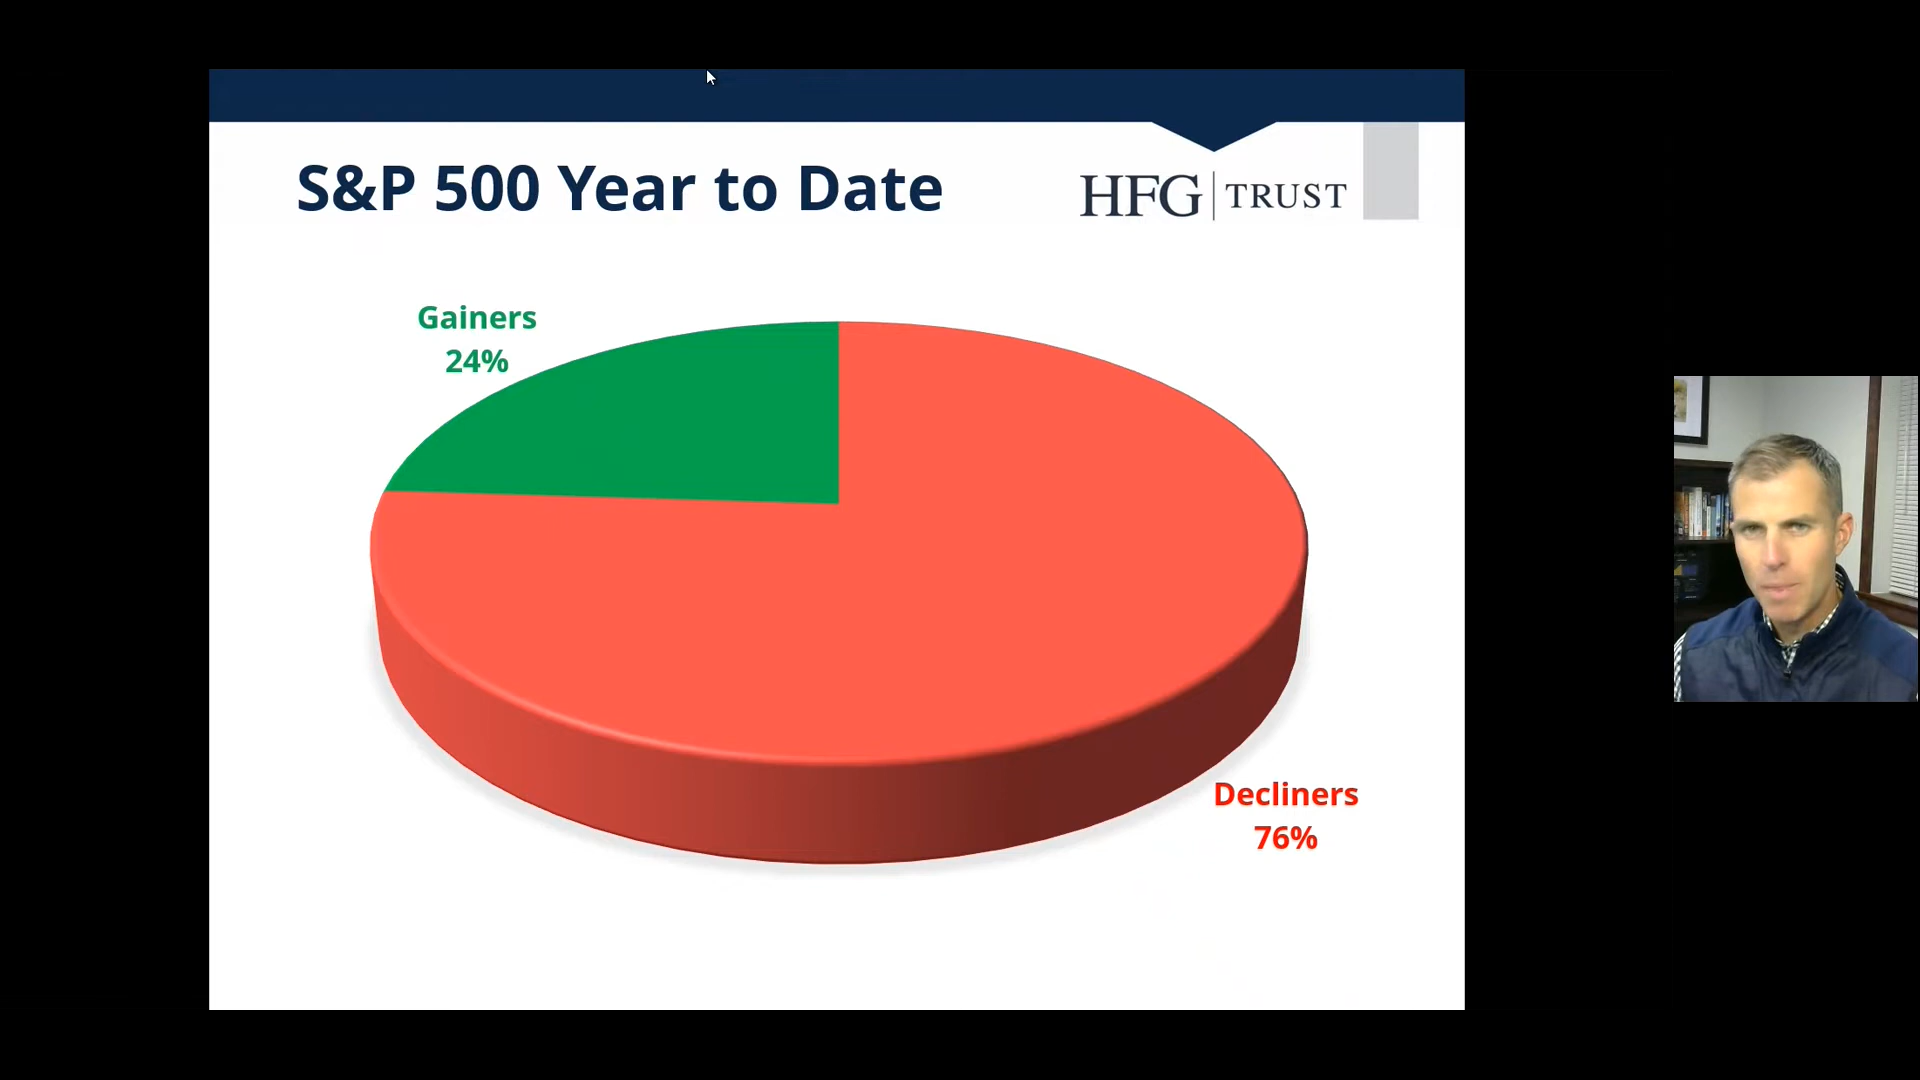 S&P 500 Year to Date
HFG | TRUST
Gainers
24%
Decliners
76%